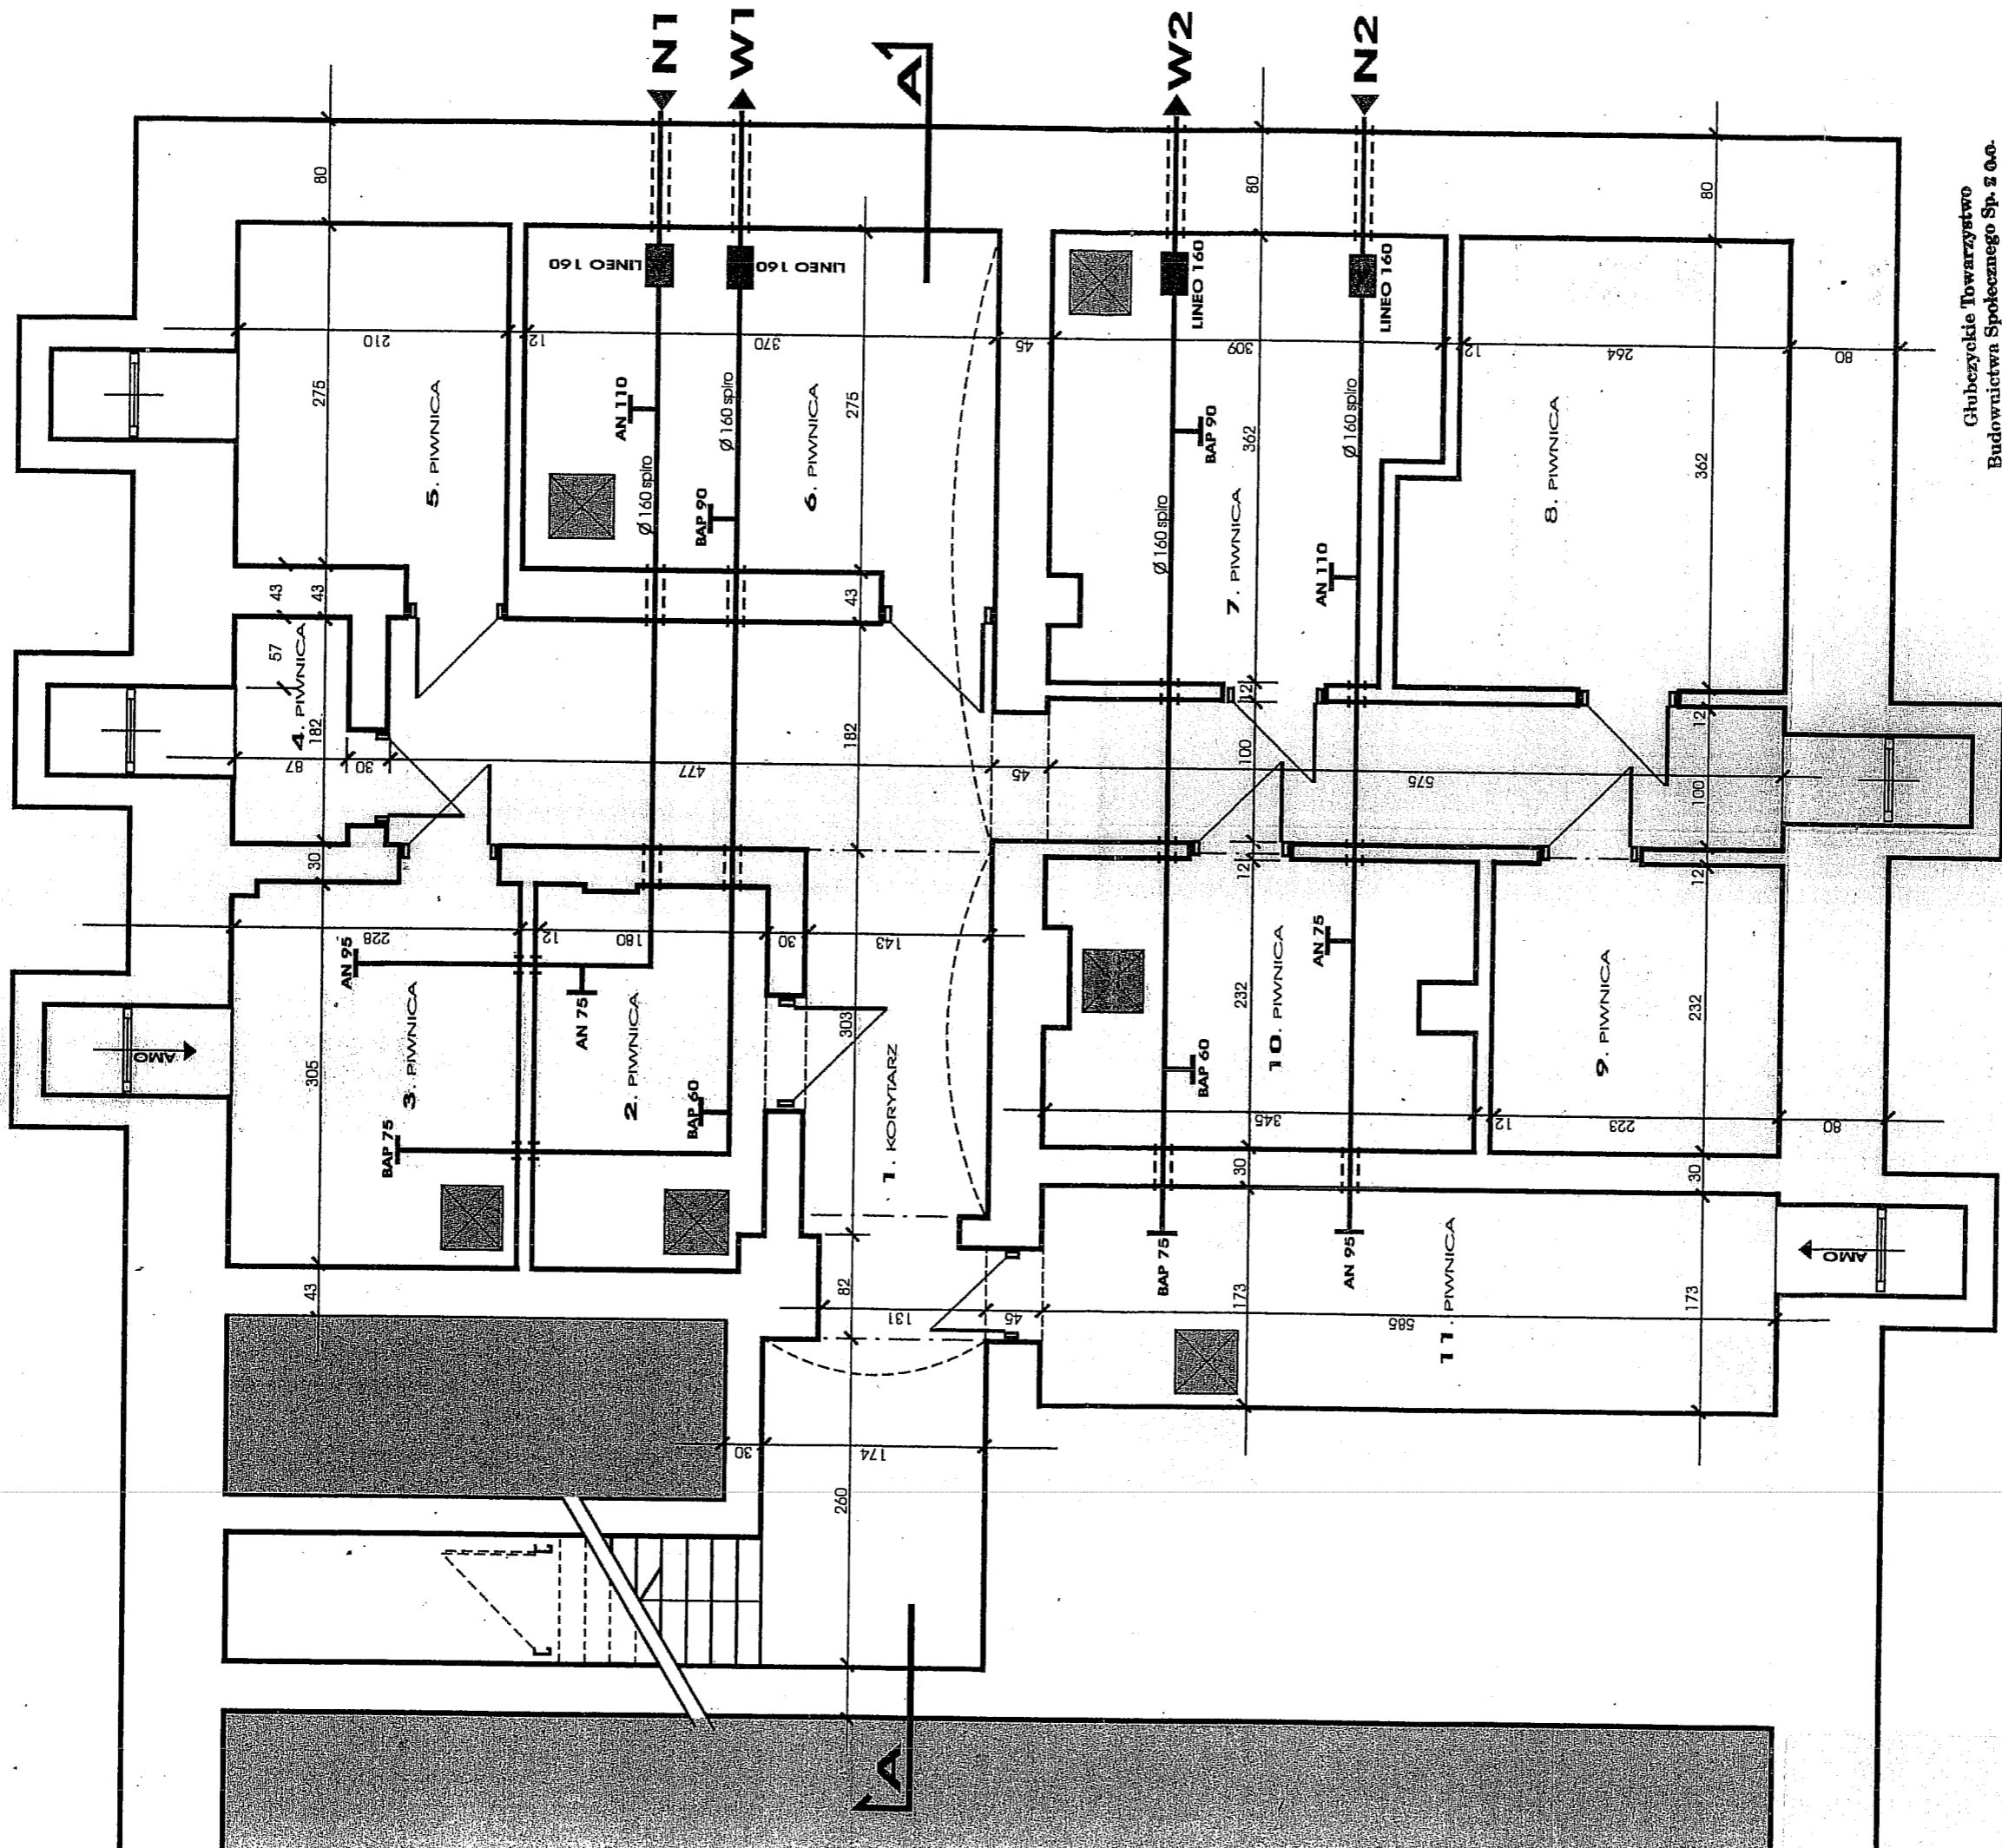 N1
W1
A
W2
N2
Głubczyckie Towarzystwo
Budownictwa Społecznego Sp. z o.o.
80
80
80
LINEO 160
LINEO 160
LINEO 160
LINEO 160
210
12
370
45
309
12
264
80
275
5. PIWNICA
AN 110
Ø 160 spiro
Ø 160 spiro
BAP 90
6. PIWNICA
275
BAP 90
362
Ø 160 spiro
Ø 160 spiro
7. PIWNICA
AN 110
8. PIWNICA
362
43
43
43
57
4. PIWNICA
182
182
12
12
87
30
477
45
100
575
100
30
12
12
228
12
180
30
143
AN 95
AN 75
3. PIWNICA
2. PIWNICA
303
1. KORYTARZ
AMO
305
BAP 75
BAP 60
AN 75
10. PIWNICA
232
BAP 60
9. PIWNICA
232
345
12
223
80
30
30
43
82
131
45
BAP 75
173
AN 95
11. PIWNICA
585
173
AMO
30
174
260
A